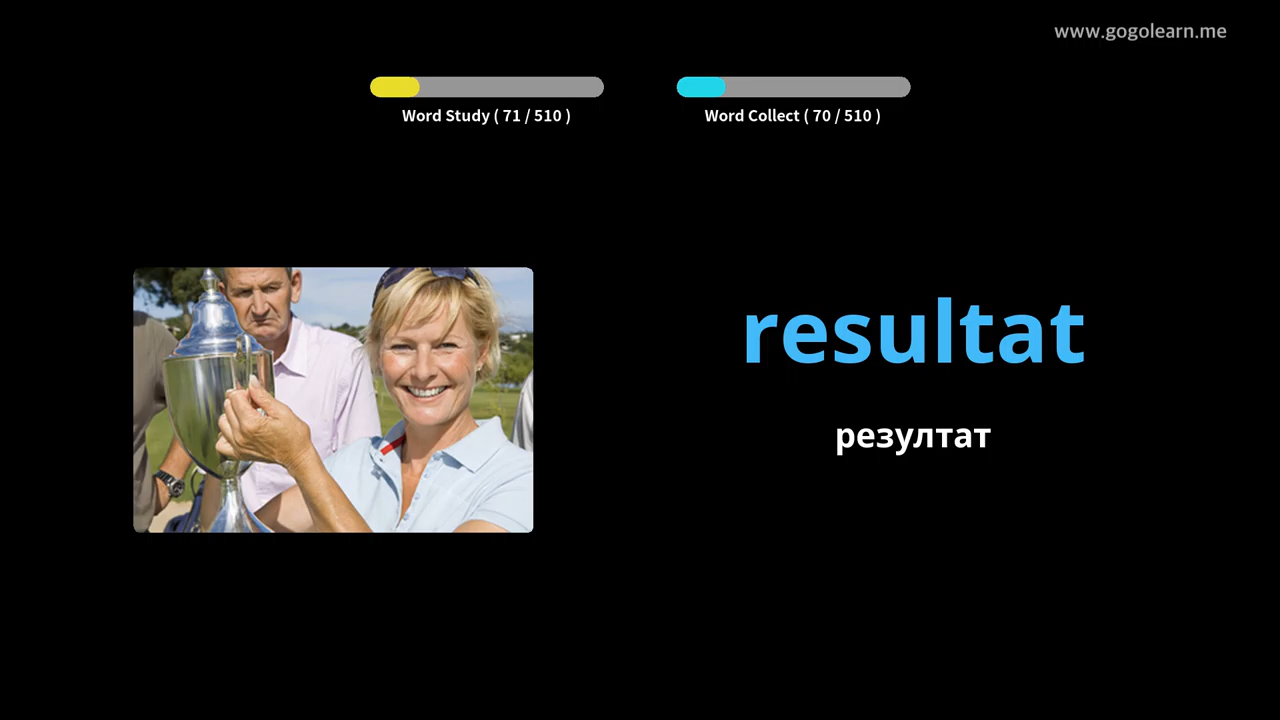 www.gogolearn.me
Word Study ( 71 / 510 )
Word Collect ( 70 / 510 )
resultat
резултат